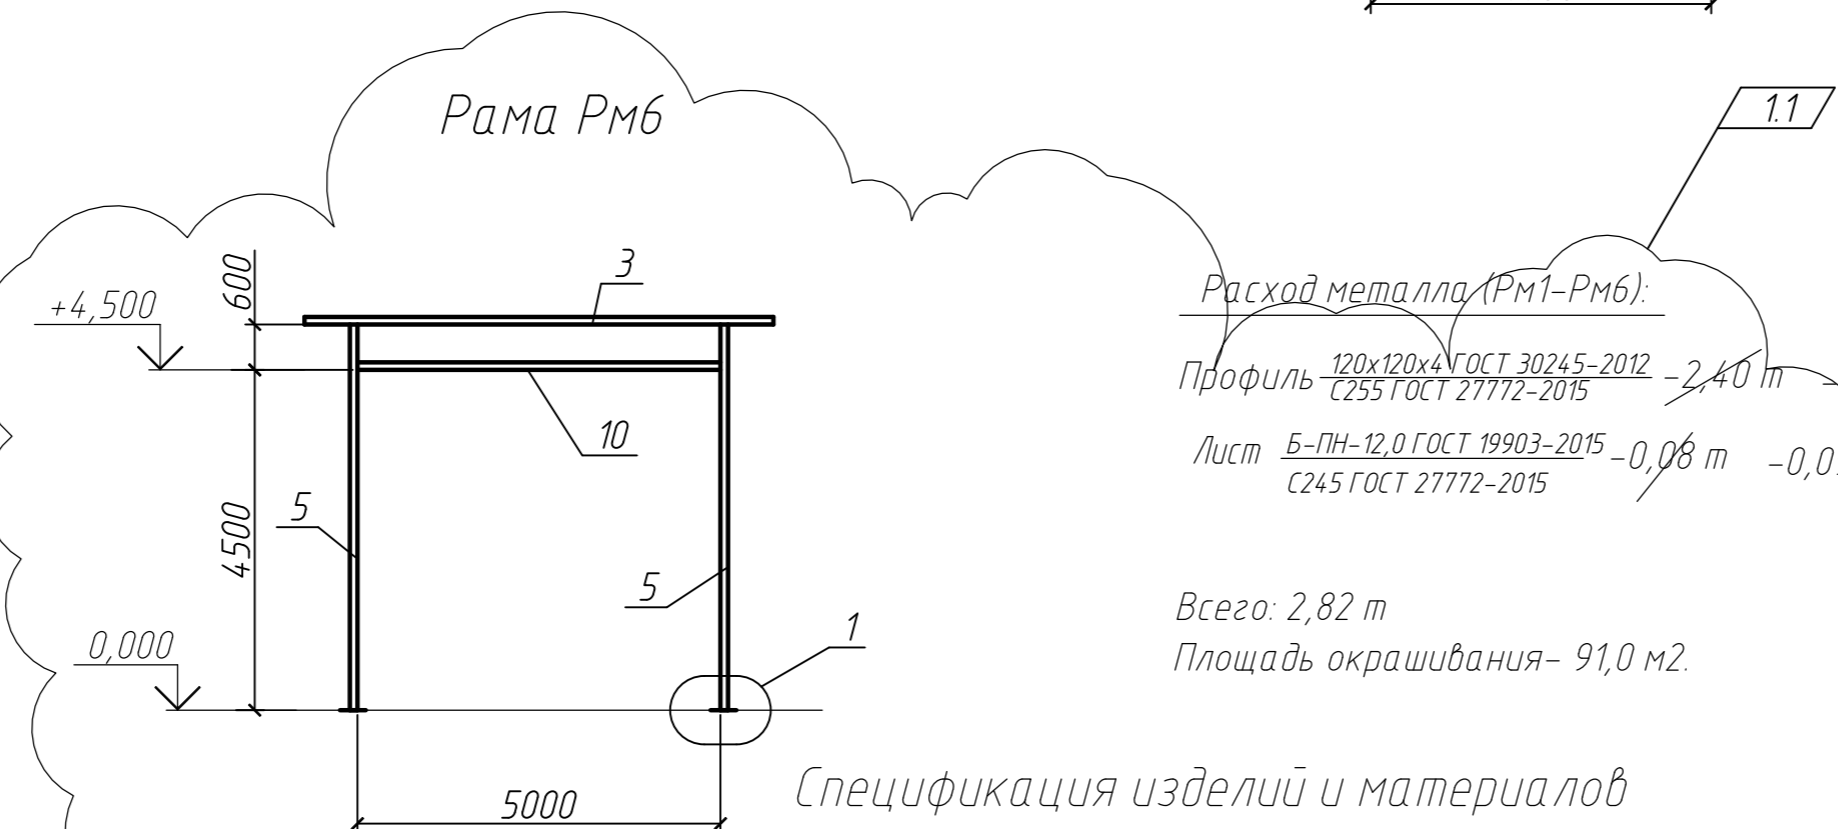 Рама Рм6
1.1
3
600
+4,500
Расход металла (Рм1-Рм6):
Профиль 120х120х4 ГОСТ 30245-2012 -2,40 т
С255 ГОСТ 27772-2015
10
Лист Б-ПН-12,0 ГОСТ 19903-2015 -0,08 т
С245 ГОСТ 27772-2015
5
4500
5
1
0,000
Всего: 2,82 т
Площадь окрашивания- 91,0 м2.
Спецификация изделий и материалов
5000